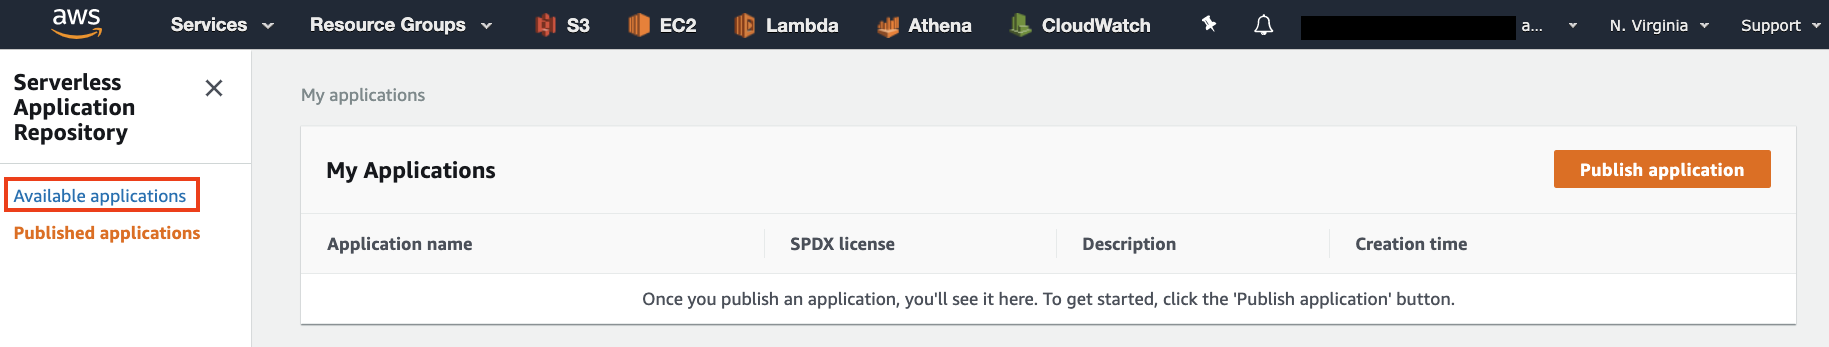 aws Services Resource Groups S3 EC2 Lambda Athena CloudWatch a... N. Virginia Support
Serverless
Application
Repository
Available applications
Published applications
My applications
My Applications Publish application
Application name SPDX license Description Creation time
Once you publish an application, you'll see it here. To get started, click the 'Publish application' button.